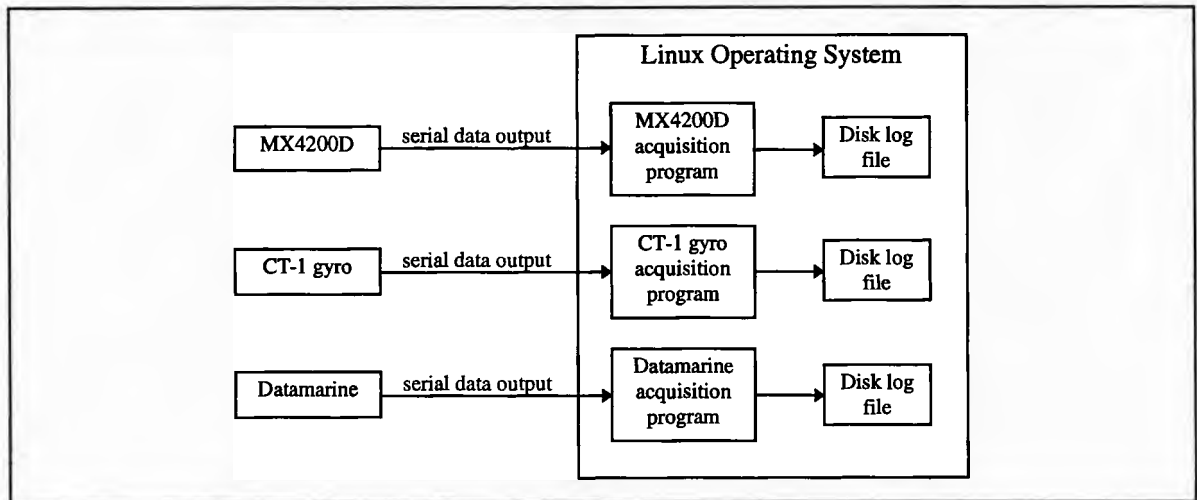 Linux Operating System
MX4200D
serial data output
MX4200D
acquisition
program
Disk log
file
CT-1 gyro
serial data output
CT-1 gyro
acquisition
program
Disk log
file
Datamarine
serial data output
Datamarine
acquisition
program
Disk log
file